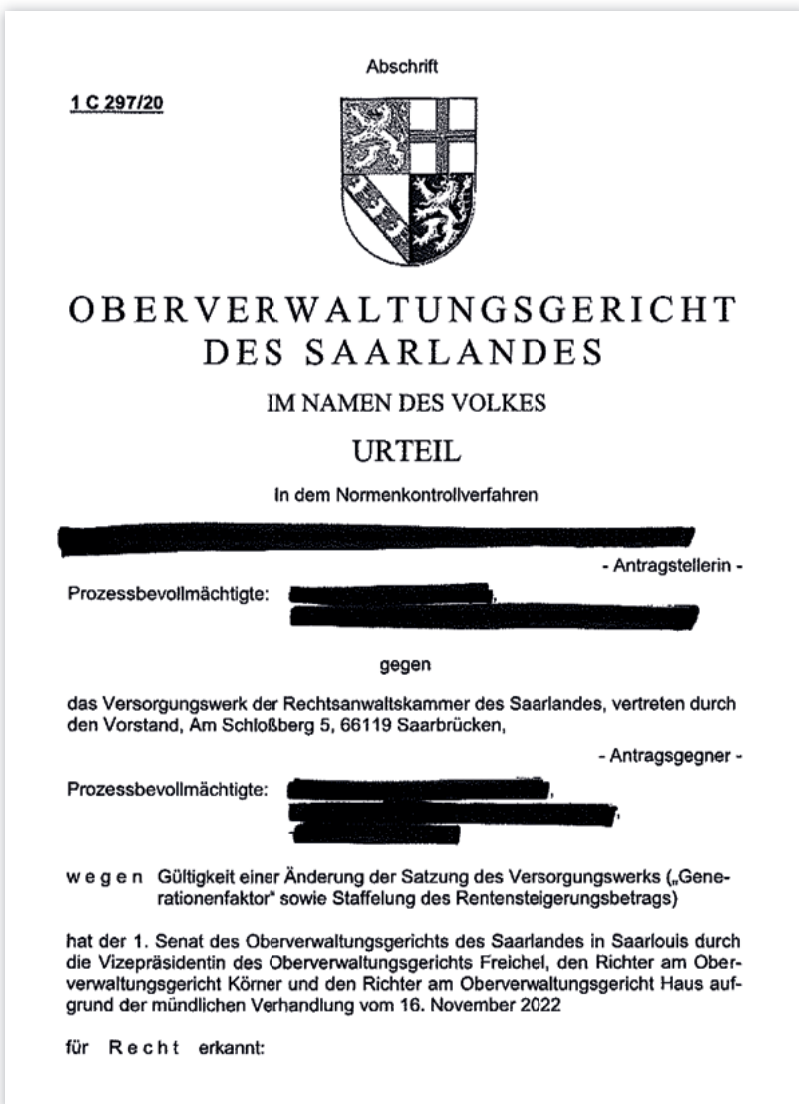 Abschrift
1 C 297/20
OBERVERWALTUNGSGERICHT
DES SAARLANDES
IM NAMEN DES VOLKES
URTEIL
In dem Normenkontrollverfahren
- Antragstellerin -
Prozessbevollmächtigte:
gegen
das Versorgungswerk der Rechtsanwaltskammer des Saarlandes, vertreten durch
den Vorstand, Am Schloßberg 5, 66119 Saarbrücken,
- Antragsgegner -
Prozessbevollmächtigte:
w e g e n Gültigkeit einer Änderung der Satzung des Versorgungswerks („Gene-
rationenfaktor“ sowie Staffelung des Rentensteigerungsbetrags)
hat der 1. Senat des Oberverwaltungsgerichts des Saarlandes in Saarlouis durch
die Vizepräsidentin des Oberverwaltungsgerichts Freichel, den Richter am Ober-
verwaltungsgericht Körner und den Richter am Oberverwaltungsgericht Haus auf-
grund der mündlichen Verhandlung vom 16. November 2022
für R e c h t erkannt: